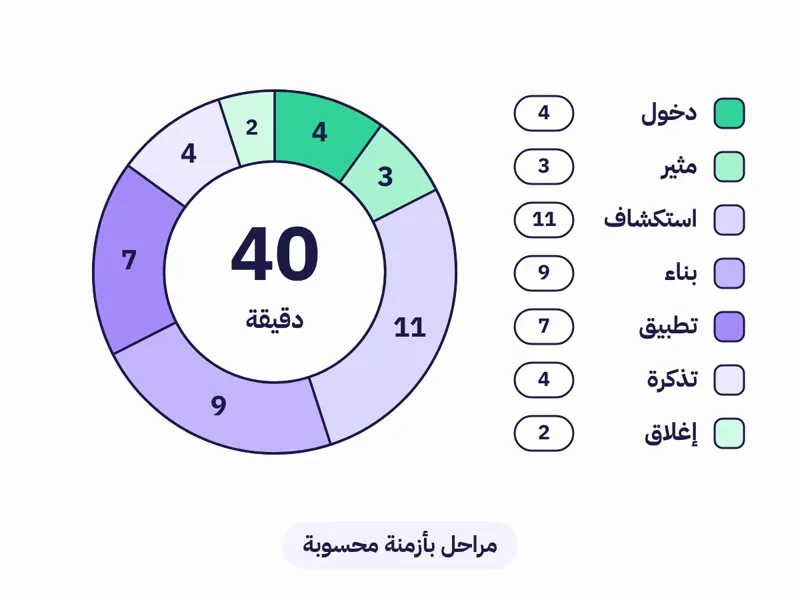 4
3
11
9
7
4
2
40
دقيقة
دخول 4
مثير 3
استكشاف 11
بناء 9
تطبيق 7
تذكرة 4
إغلاق 2
مراحل بأزمنة محسوبة